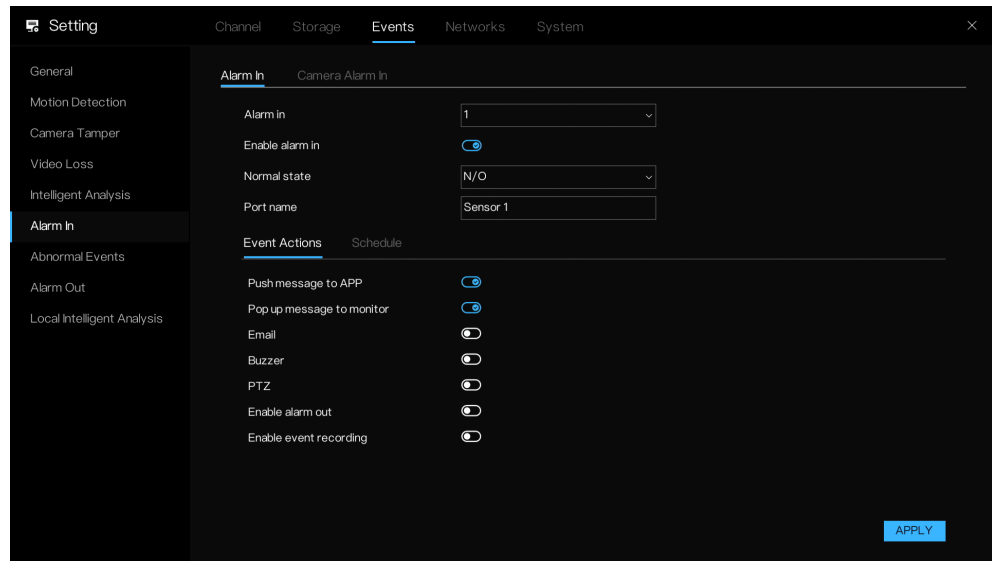 Setting
Channel Storage Events Networks System
General
Motion Detection
Camera Tamper
Video Loss
Intelligent Analysis
Alarm In
Abnormal Events
Alarm Out
Local Intelligent Analysis
Alarm In Camera Alarm In
Alarm in 1
Enable alarm in
Normal state N/O
Port name Sensor 1
Event Actions Schedule
Push message to APP
Pop up message to monitor
Email
Buzzer
PTZ
Enable alarm out
Enable event recording
APPLY